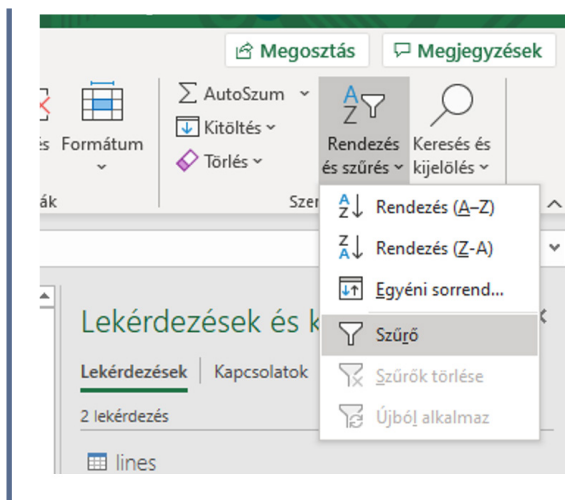 Megosztás
Megjegyzések
AutoSzum
Kitöltés
Törlés
Formátum
Rendezés
és szűrés
Keresés és
kijelölés
Rendezés (A–Z)
Rendezés (Z-A)
Egyéni sorrend...
Szűrő
Szűrők törlése
Újból alkalmaz
Lekérdezések és k
Lekérdezések
Kapcsolatok
2 lekérdezés
lines